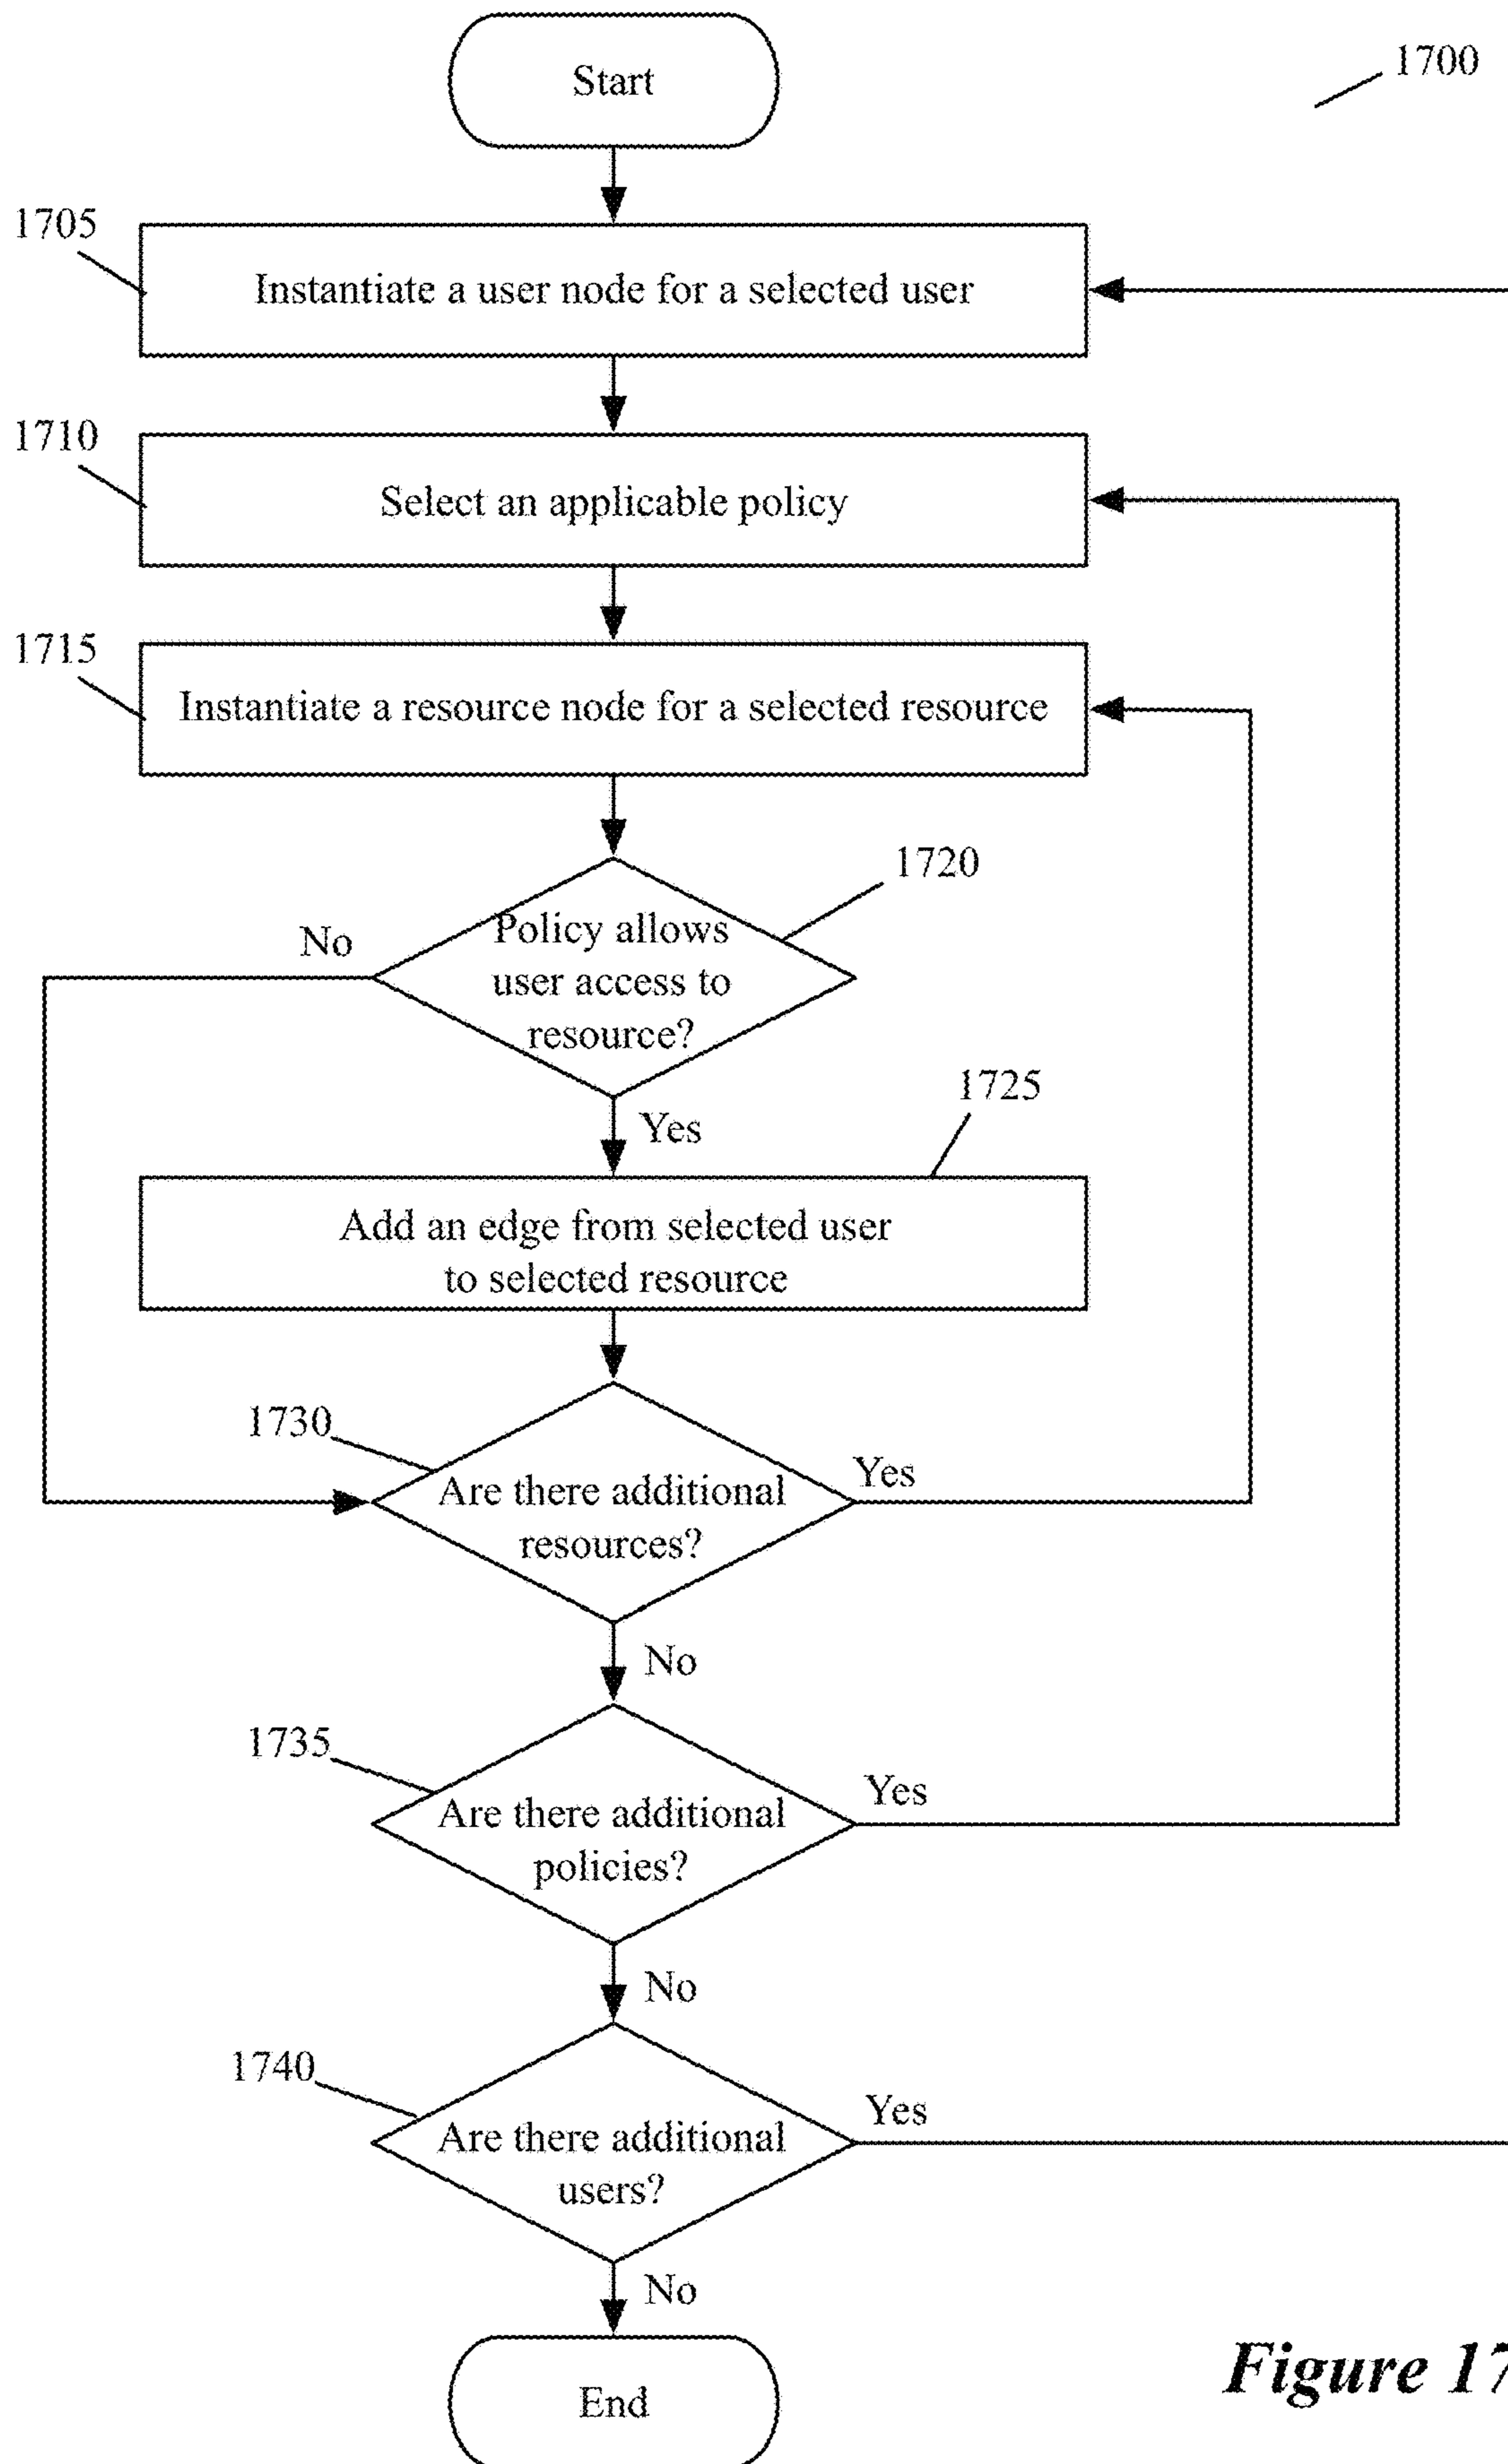 Start
1700
1705
Instantiate a user node for a selected user
1710
Select an applicable policy
1715
Instantiate a resource node for a selected resource
1720
No
Policy allows
user access to
resource?
1725
Yes
Add an edge from selected user
to selected resource
1730
Are there additional
resources?
Yes
No
1735
Are there additional
policies?
Yes
No
1740
Are there additional
users?
Yes
No
Figure 17
End